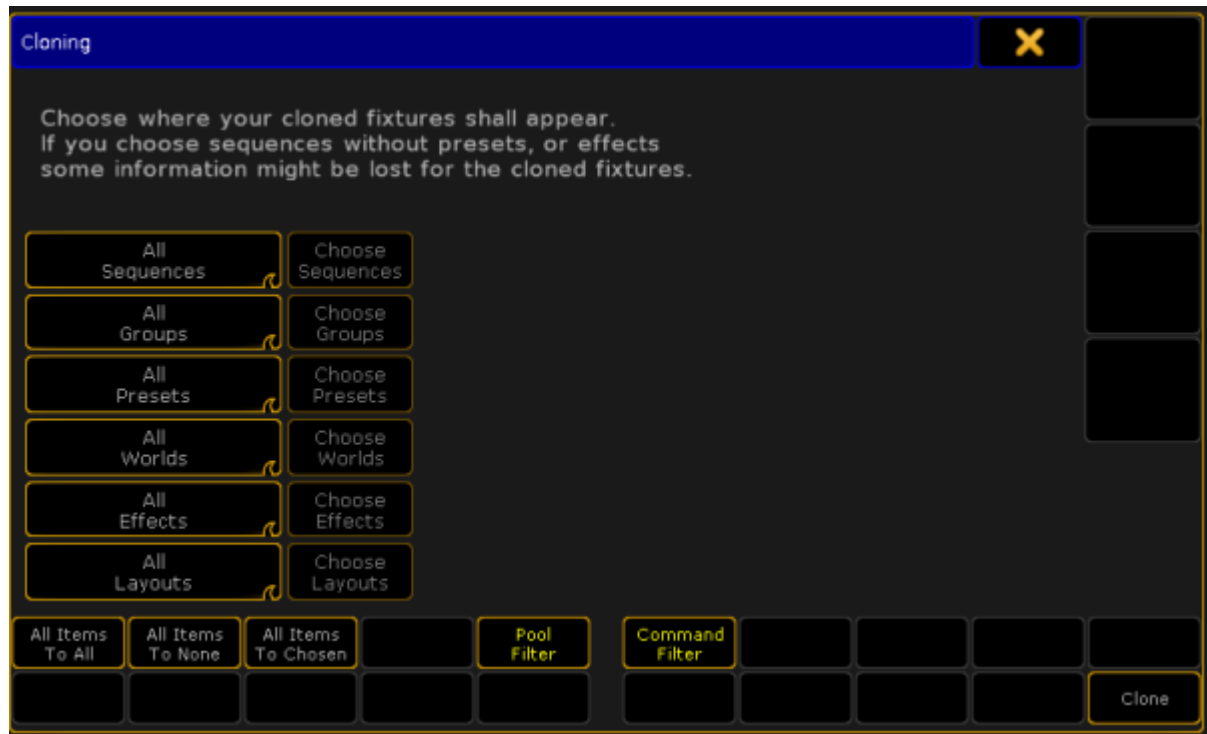 Cloning
Choose where your cloned fixtures shall appear.
If you choose sequences without presets, or effects
some information might be lost for the cloned fixtures.
All
Sequences
Choose
Sequences
All
Groups
Choose
Groups
All
Presets
Choose
Presets
All
Worlds
Choose
Worlds
All
Effects
Choose
Effects
All
Layouts
Choose
Layouts
All Items
To All
All Items
To None
All Items
To Chosen
Pool
Filter
Command
Filter
Clone